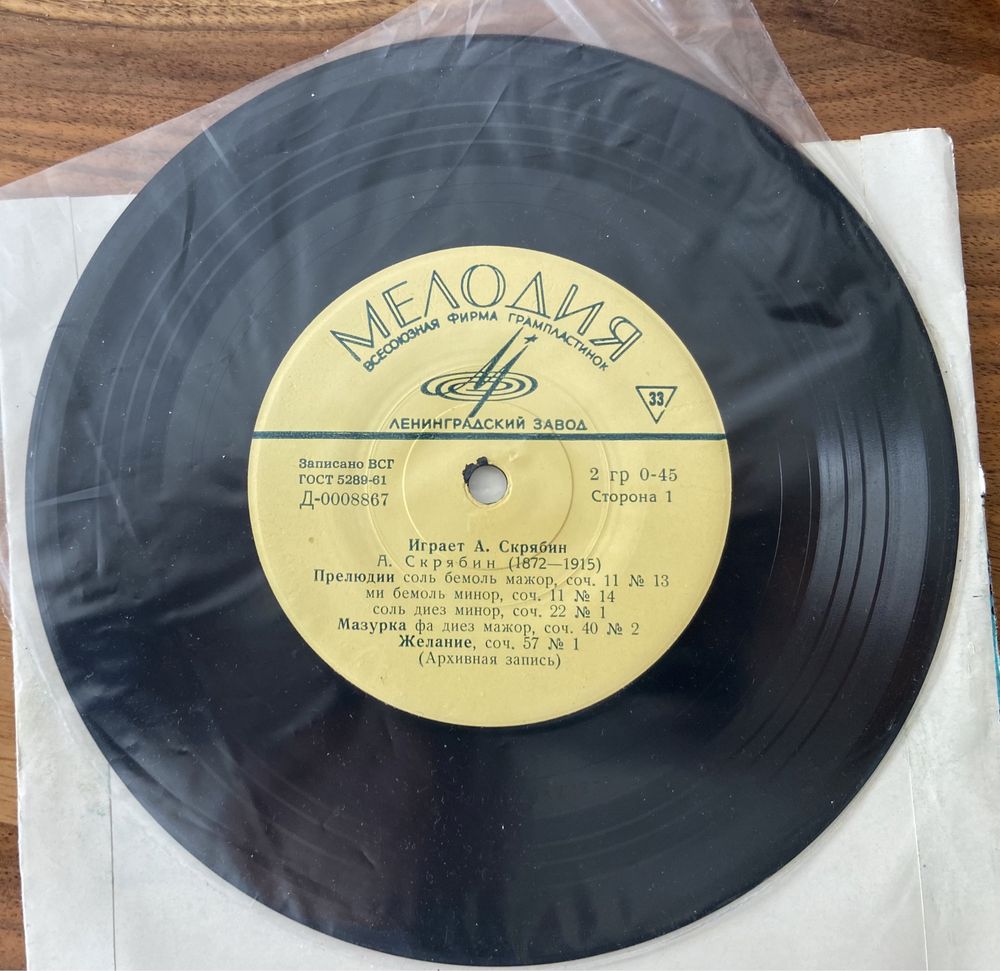 МЕЛОДИЯ
ВСЕСОЮЗНАЯ ФИРМА ГРАМПЛАСТИНОК
33
ЛЕНИНГРАДСКИЙ ЗАВОД
Записано ВСГ
ГОСТ 5289-61
Д-0008867
2 гр 0-45
Сторона 1
Играет А. Скрябин
А. Скрябин (1872—1915)
Прелюдии соль бемоль мажор, соч. 11 № 13
ми бемоль минор, соч. 11 № 14
соль диез минор, соч. 22 № 1
Мазурка фа диез мажор, соч. 40 № 2
Желание, соч. 57 № 1
(Архивная запись)